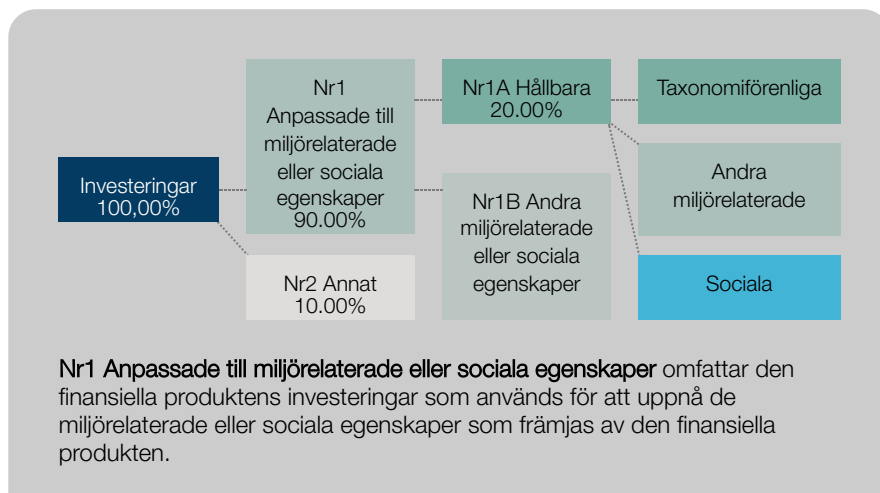 Investeringar
100,00%
Nr1
Anpassade till
miljörelaterade
eller sociala
egenskaper
90.00%
Nr2 Annat
10.00%
Nr1A Hållbara
20.00%
Nr1B Andra
miljörelaterade
eller sociala
egenskaper
Taxonomiförenliga
Andra
miljörelaterade
Sociala
Nr1 Anpassade till miljörelaterade eller sociala egenskaper omfattar den
finansiella produktens investeringar som används för att uppnå de
miljörelaterade eller sociala egenskaper som främjas av den finansiella
produkten.